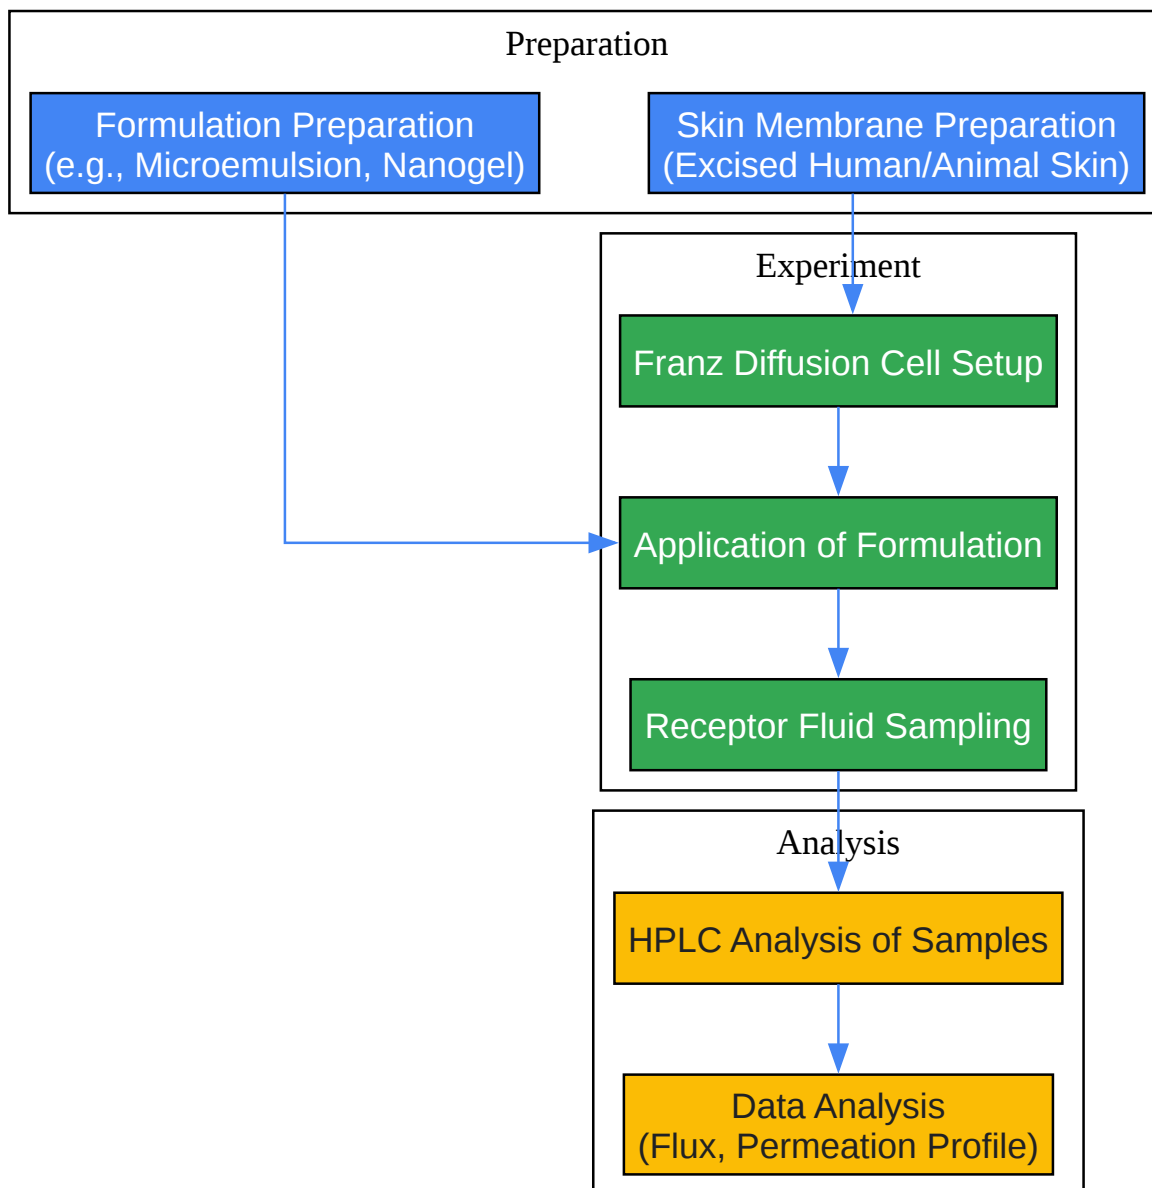 Preparation
Formulation Preparation
(e.g., Microemulsion, Nanogel)
Skin Membrane Preparation
(Excised Human/Animal Skin)
Experiment
Franz Diffusion Cell Setup
Application of Formulation
Receptor Fluid Sampling
Analysis
HPLC Analysis of Samples
Data Analysis
(Flux, Permeation Profile)